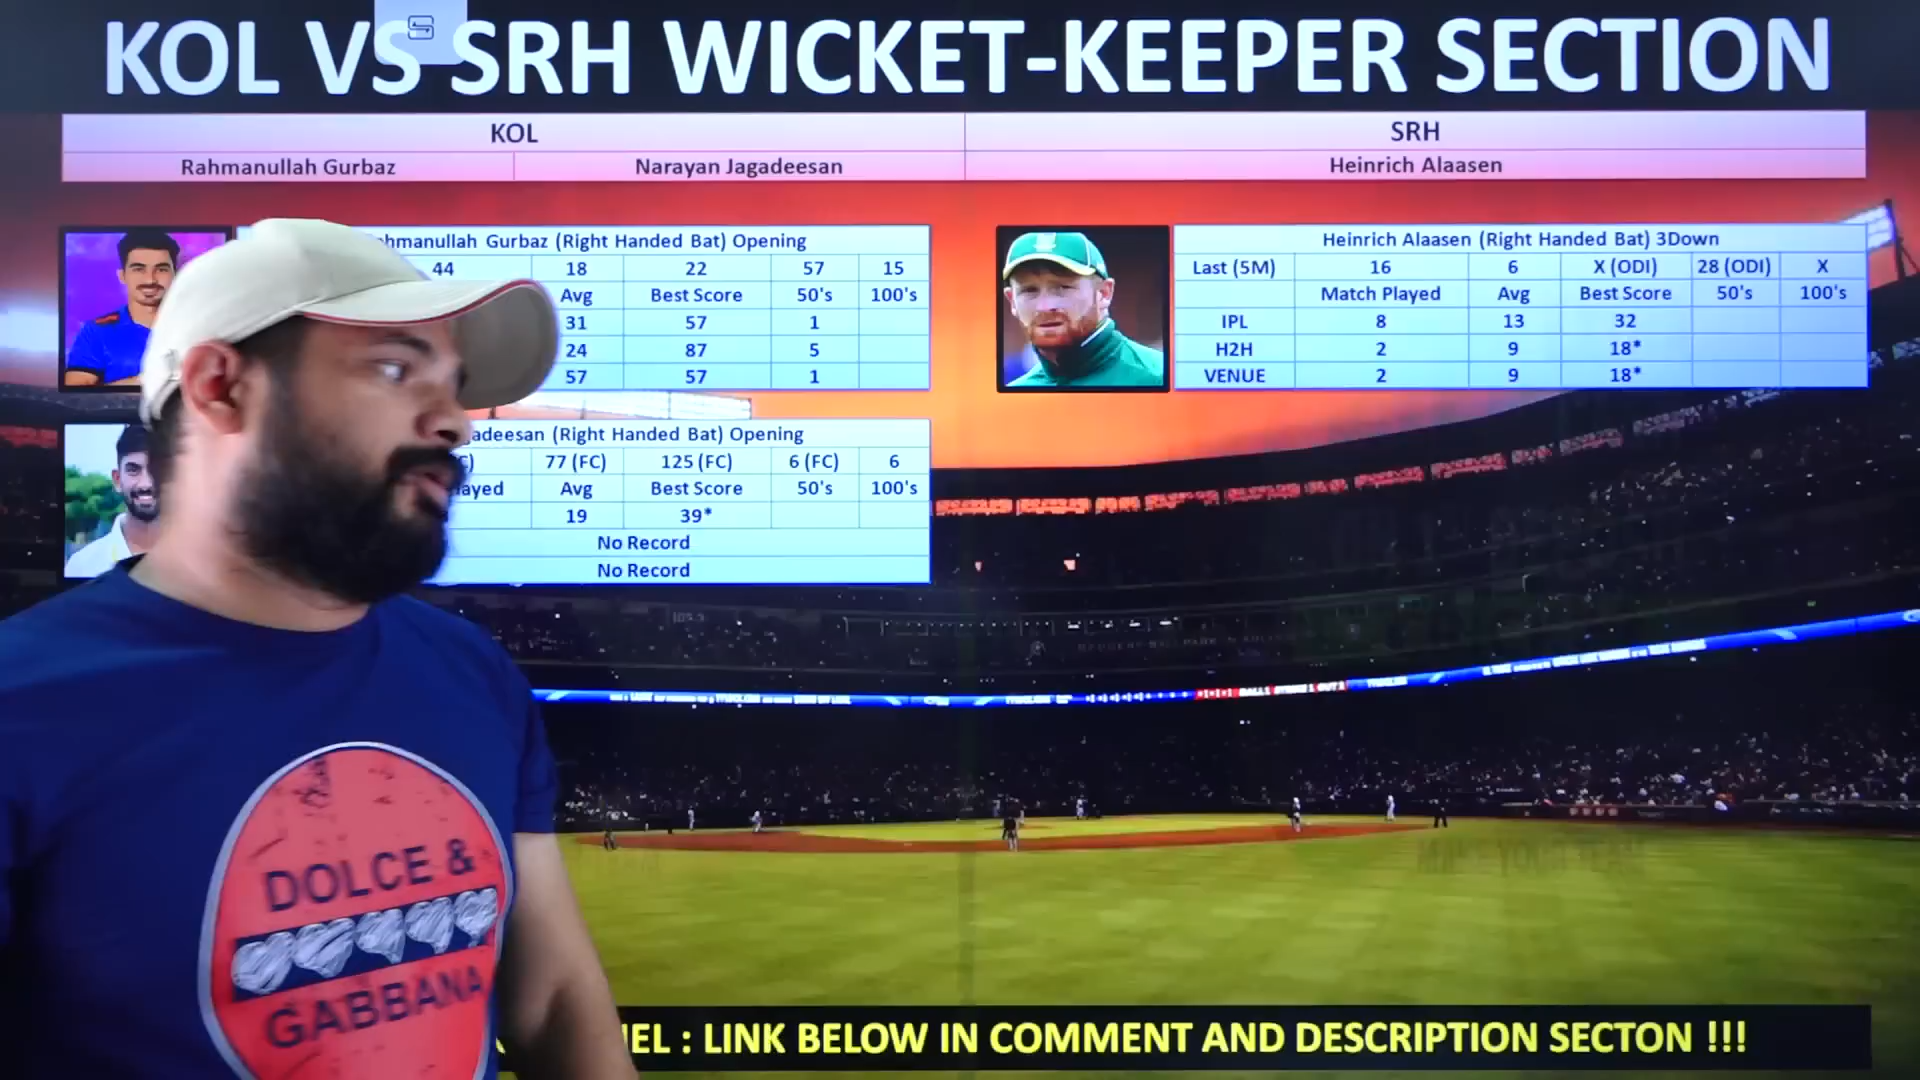 KOL VS SRH WICKET-KEEPER SECTION
KOL SRH
Rahmanullah Gurbaz Narayan Jagadeesan Heinrich Alaasen
Gurbaz (Right Handed Bat) Opening
44 18 22 57 15
Avg Best Score 50's 100's
31 57 1
24 87 5
57 57 1
(Right Handed Bat) Opening
77 (FC) 125 (FC) 6 (FC) 6
Avg Best Score 50's 100's
19 39*
No Record
No Record
Heinrich Alaasen (Right Handed Bat) 3Down
Last (5M) 16 6 X (ODI) 28 (ODI) X
Match Played Avg Best Score 50's 100's
IPL 8 13 32
H2H 2 9 18*
VENUE 2 9 18*
DOLCE &
GABBANA
: LINK BELOW IN COMMENT AND DESCRIPTION SECTON !!!